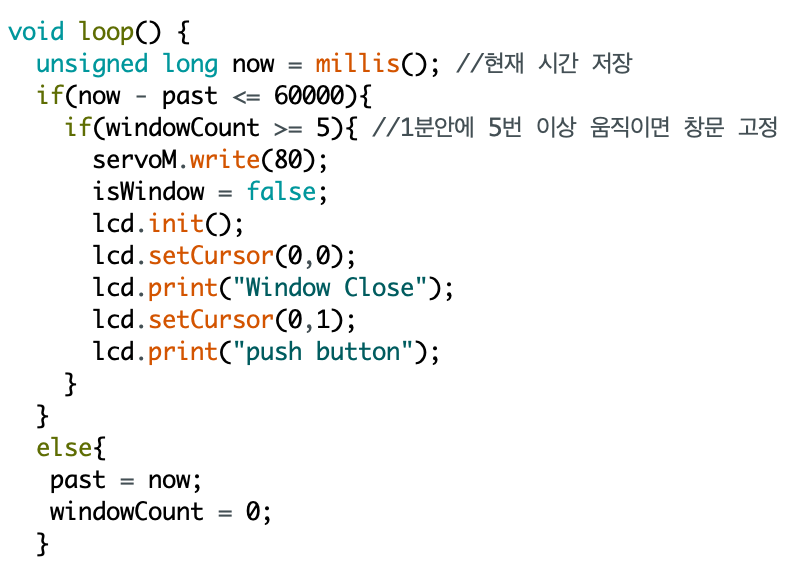 void loop() {
  unsigned long now = millis(); //현재 시간 저장
  if(now - past <= 60000){
    if(windowCount >= 5){ //1분안에 5번 이상 움직이면 창문 고정
      servoM.write(80);
      isWindow = false;
      lcd.init();
      lcd.setCursor(0,0);
      lcd.print("Window Close");
      lcd.setCursor(0,1);
      lcd.print("push button");
    }
  }
  else{
   past = now;
   windowCount = 0;
  }